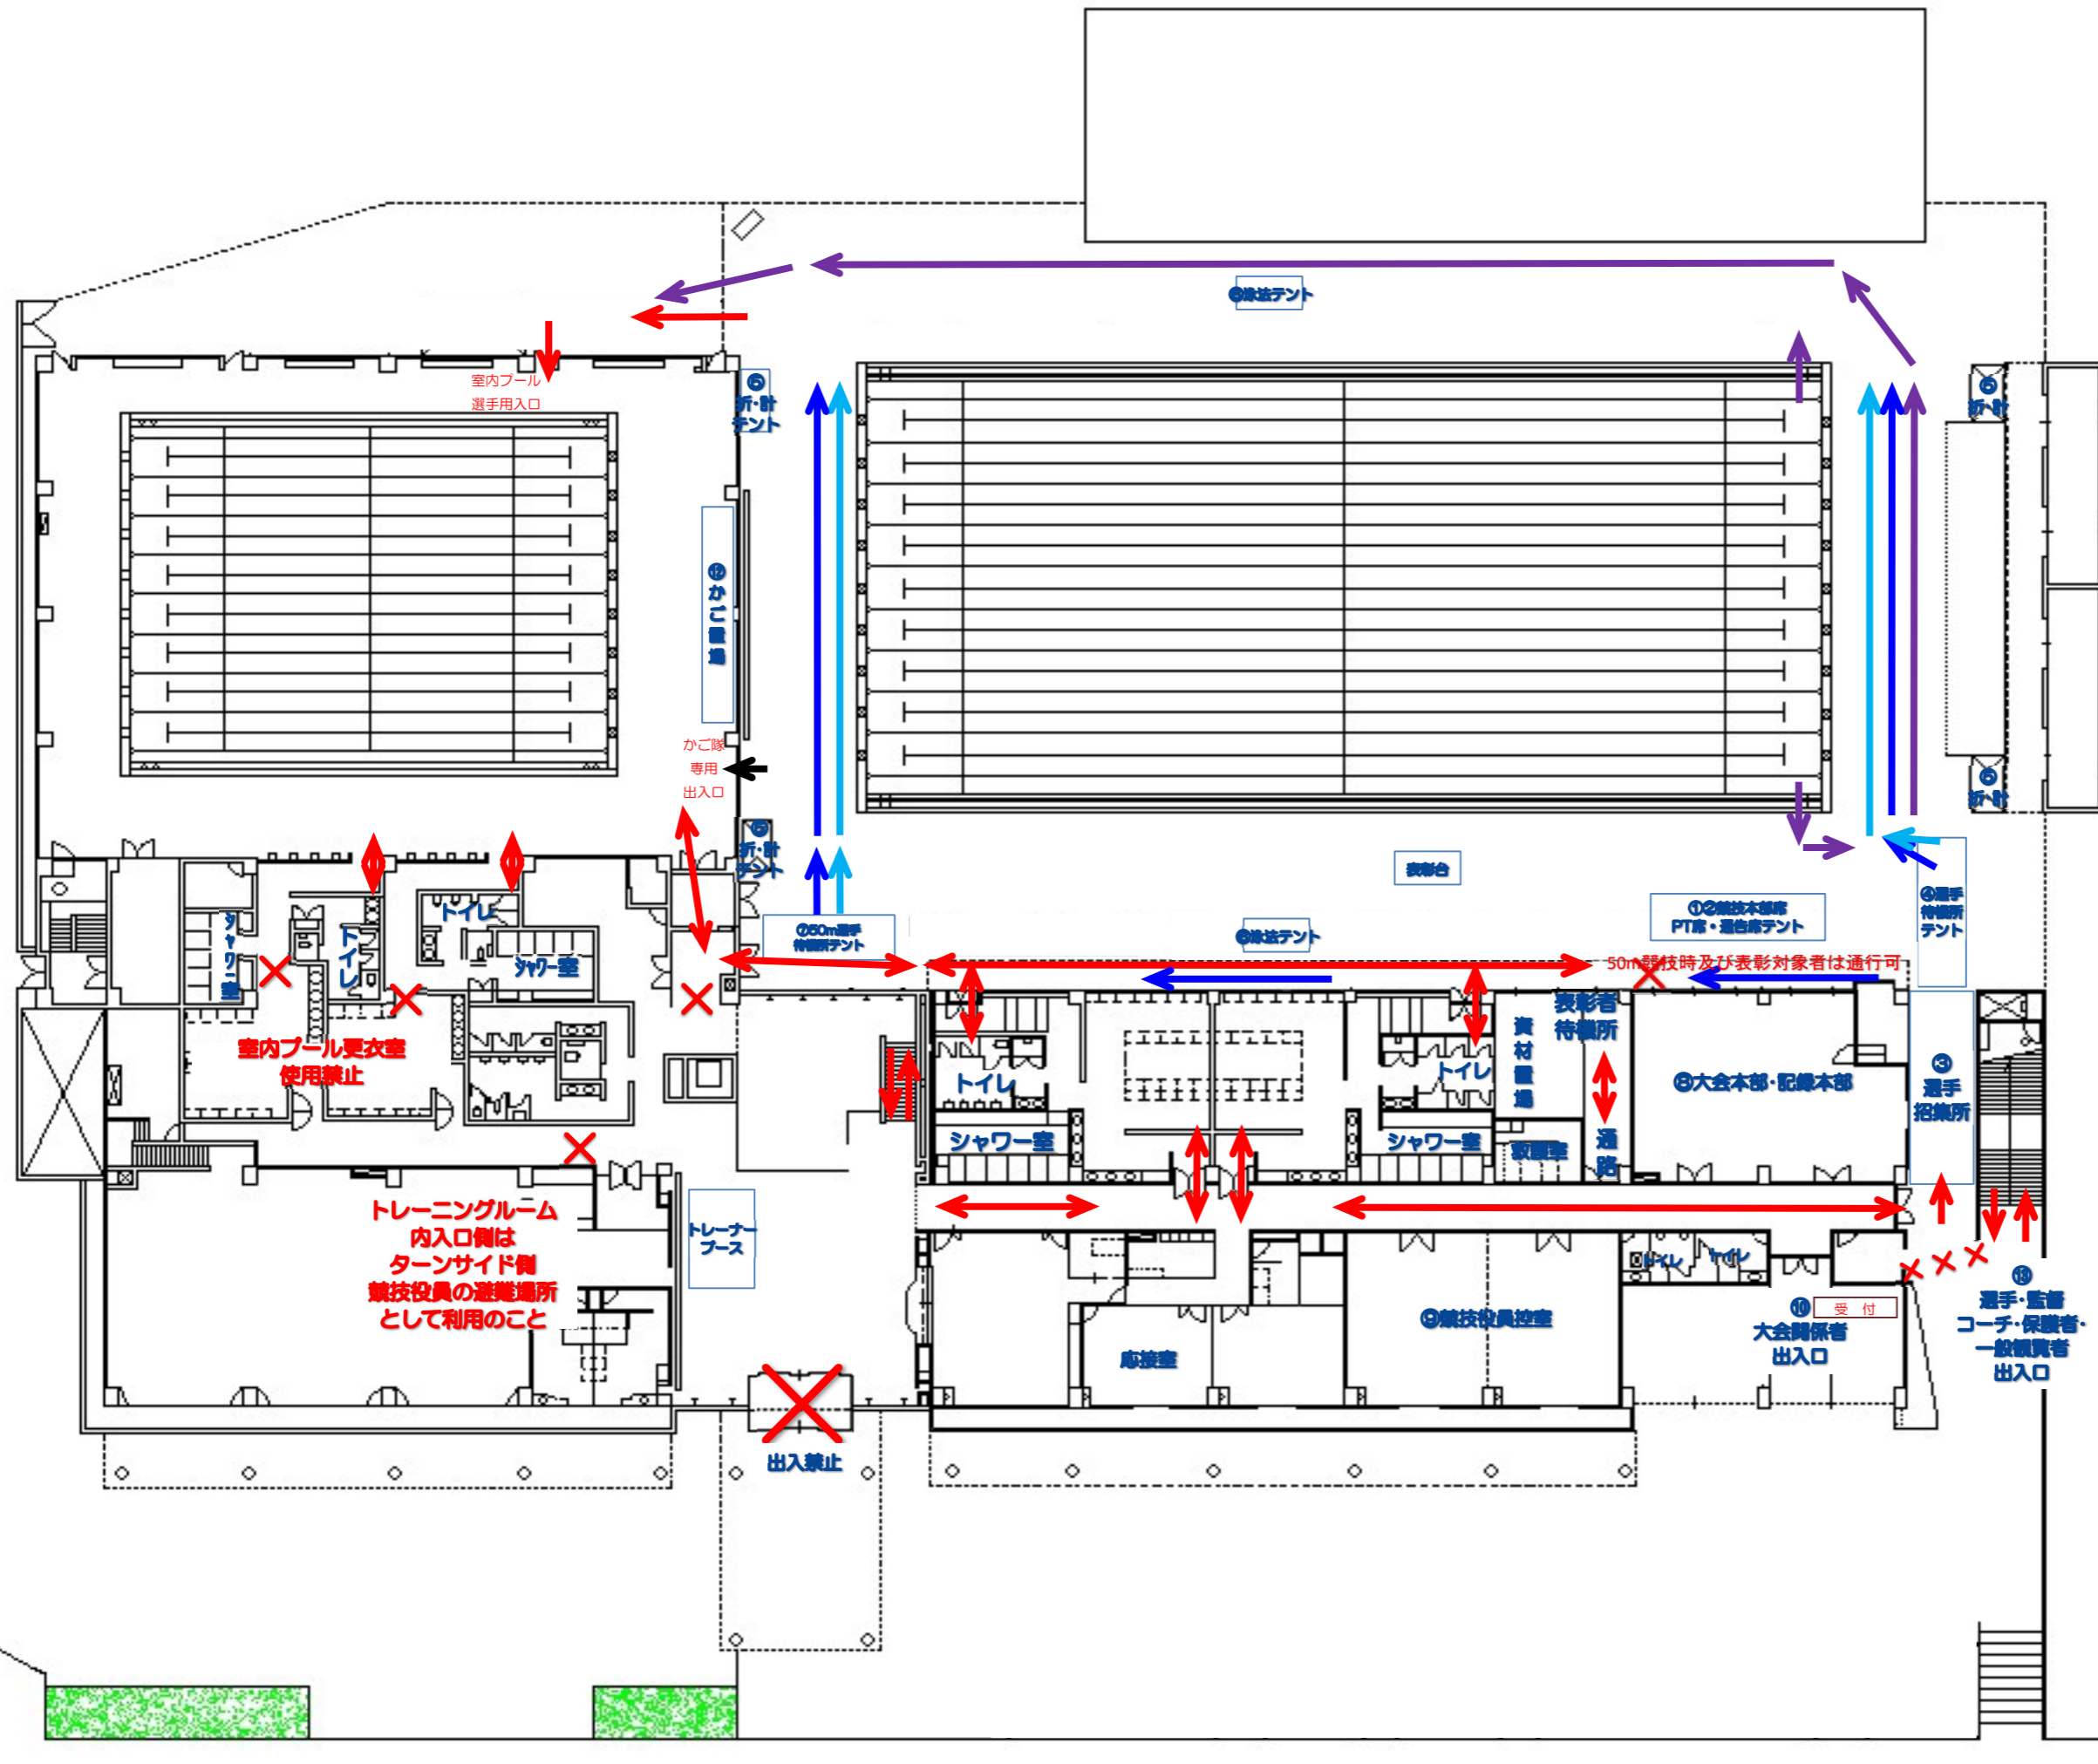 ⑥泳法テント
室内プール
選手用入口
⑤
折・計
テント
⑤
折・計
⑫かご置場
かご隊
専用
出入口
⑤
折・計
テント
⑤
折・計
表彰台
⑦50m選手
待機所テント
⑥泳法テント
①②競技本部席
PT席・通告席テント
④選手
待機所
テント
50m競技時及び表彰対象者は通行可
シャワー室
トイレ
トイレ
シャワー室
室内プール更衣室
使用禁止
トイレ
シャワー室
トイレ
シャワー室
資材置場
表彰者
待機所
救護室
通路
⑧大会本部・記録本部
③
選手
招集所
トレーニングルーム
内入口側は
ターンサイド側
競技役員の避難場所
として利用のこと
トレーナー
ブース
応接室
⑨競技役員控室
トイレ
トイレ
⑩
受 付
大会関係者
出入口
⑬
選手・監督
コーチ・保護者・
一般観覧者
出入口
出入禁止